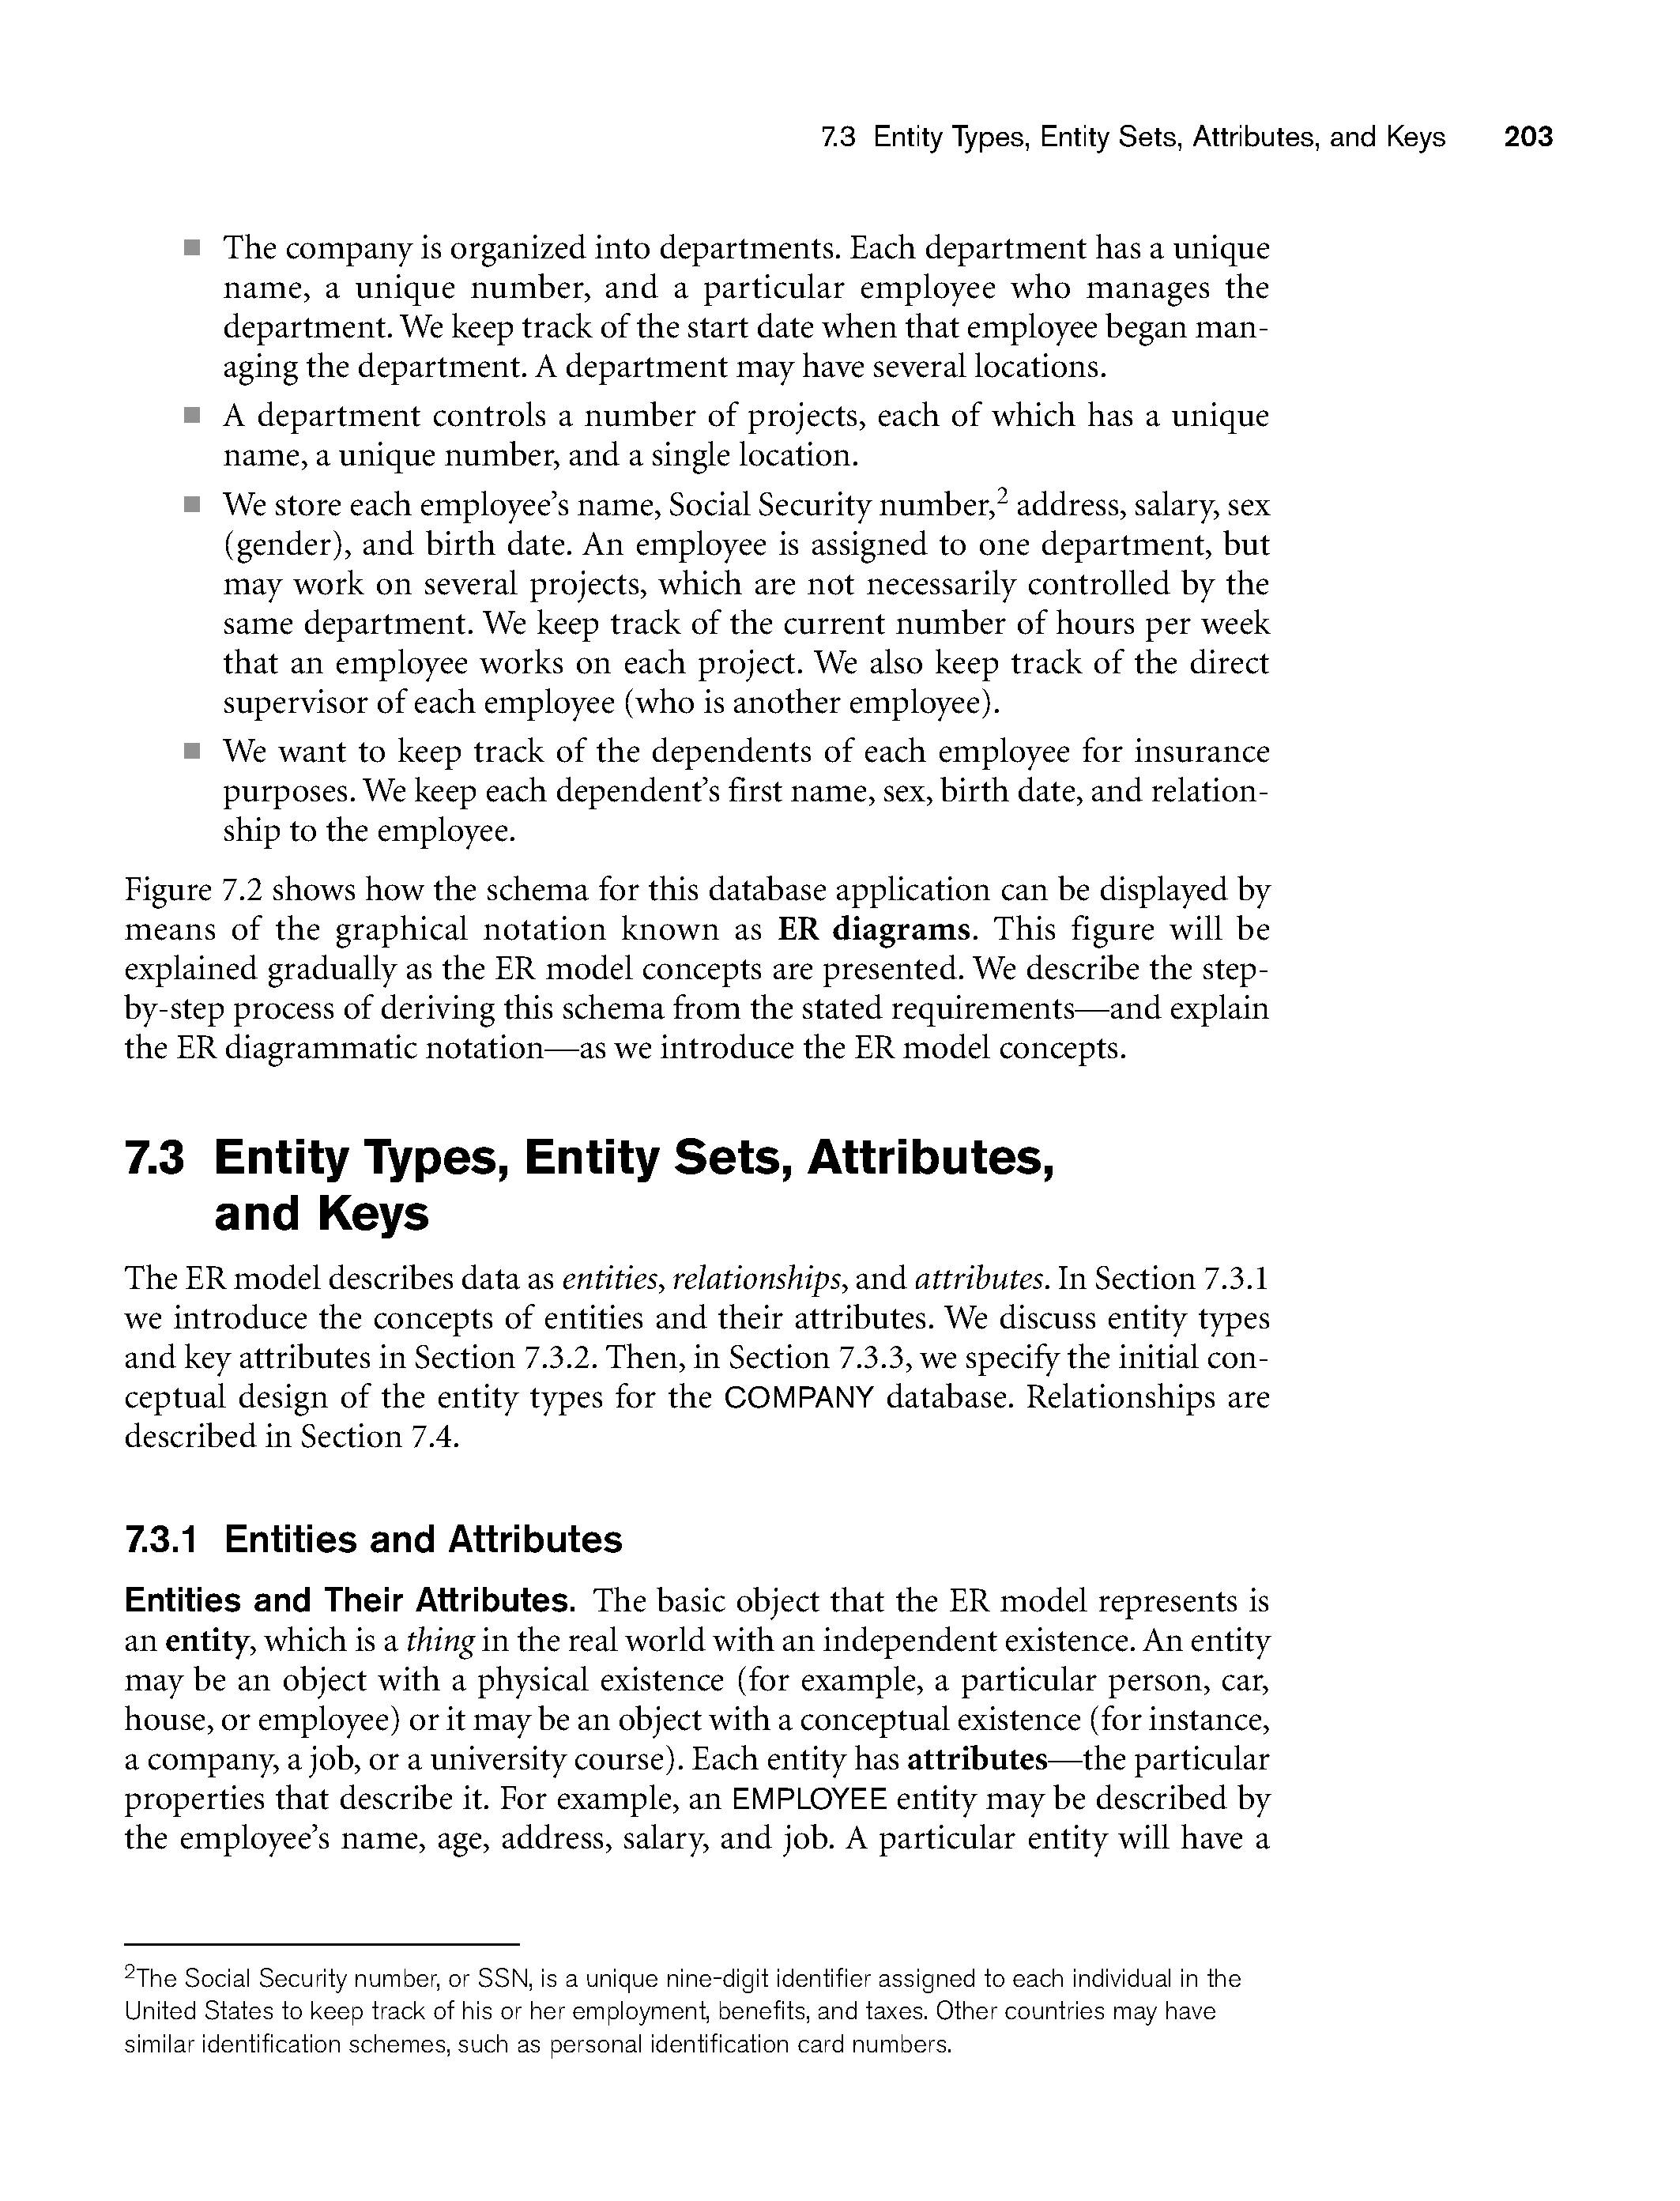 7.3 Entity Types, Entity Sets, Attributes, and Keys 203
■ The company is organized into departments. Each department has a unique
name, a unique number, and a particular employee who manages the
department. We keep track of the start date when that employee began man-
aging the department. A department may have several locations.
■ A department controls a number of projects, each of which has a unique
name, a unique number, and a single location.
■ We store each employee’s name, Social Security number,² address, salary, sex
(gender), and birth date. An employee is assigned to one department, but
may work on several projects, which are not necessarily controlled by the
same department. We keep track of the current number of hours per week
that an employee works on each project. We also keep track of the direct
supervisor of each employee (who is another employee).
■ We want to keep track of the dependents of each employee for insurance
purposes. We keep each dependent’s first name, sex, birth date, and relation-
ship to the employee.
Figure 7.2 shows how the schema for this database application can be displayed by
means of the graphical notation known as ER diagrams. This figure will be
explained gradually as the ER model concepts are presented. We describe the step-
by-step process of deriving this schema from the stated requirements—and explain
the ER diagrammatic notation—as we introduce the ER model concepts.
7.3 Entity Types, Entity Sets, Attributes,
and Keys
The ER model describes data as entities, relationships, and attributes. In Section 7.3.1
we introduce the concepts of entities and their attributes. We discuss entity types
and key attributes in Section 7.3.2. Then, in Section 7.3.3, we specify the initial con-
ceptual design of the entity types for the COMPANY database. Relationships are
described in Section 7.4.
7.3.1 Entities and Attributes
Entities and Their Attributes. The basic object that the ER model represents is
an entity, which is a thing in the real world with an independent existence. An entity
may be an object with a physical existence (for example, a particular person, car,
house, or employee) or it may be an object with a conceptual existence (for instance,
a company, a job, or a university course). Each entity has attributes—the particular
properties that describe it. For example, an EMPLOYEE entity may be described by
the employee’s name, age, address, salary, and job. A particular entity will have a
²The Social Security number, or SSN, is a unique nine-digit identifier assigned to each individual in the
United States to keep track of his or her employment, benefits, and taxes. Other countries may have
similar identification schemes, such as personal identification card numbers.